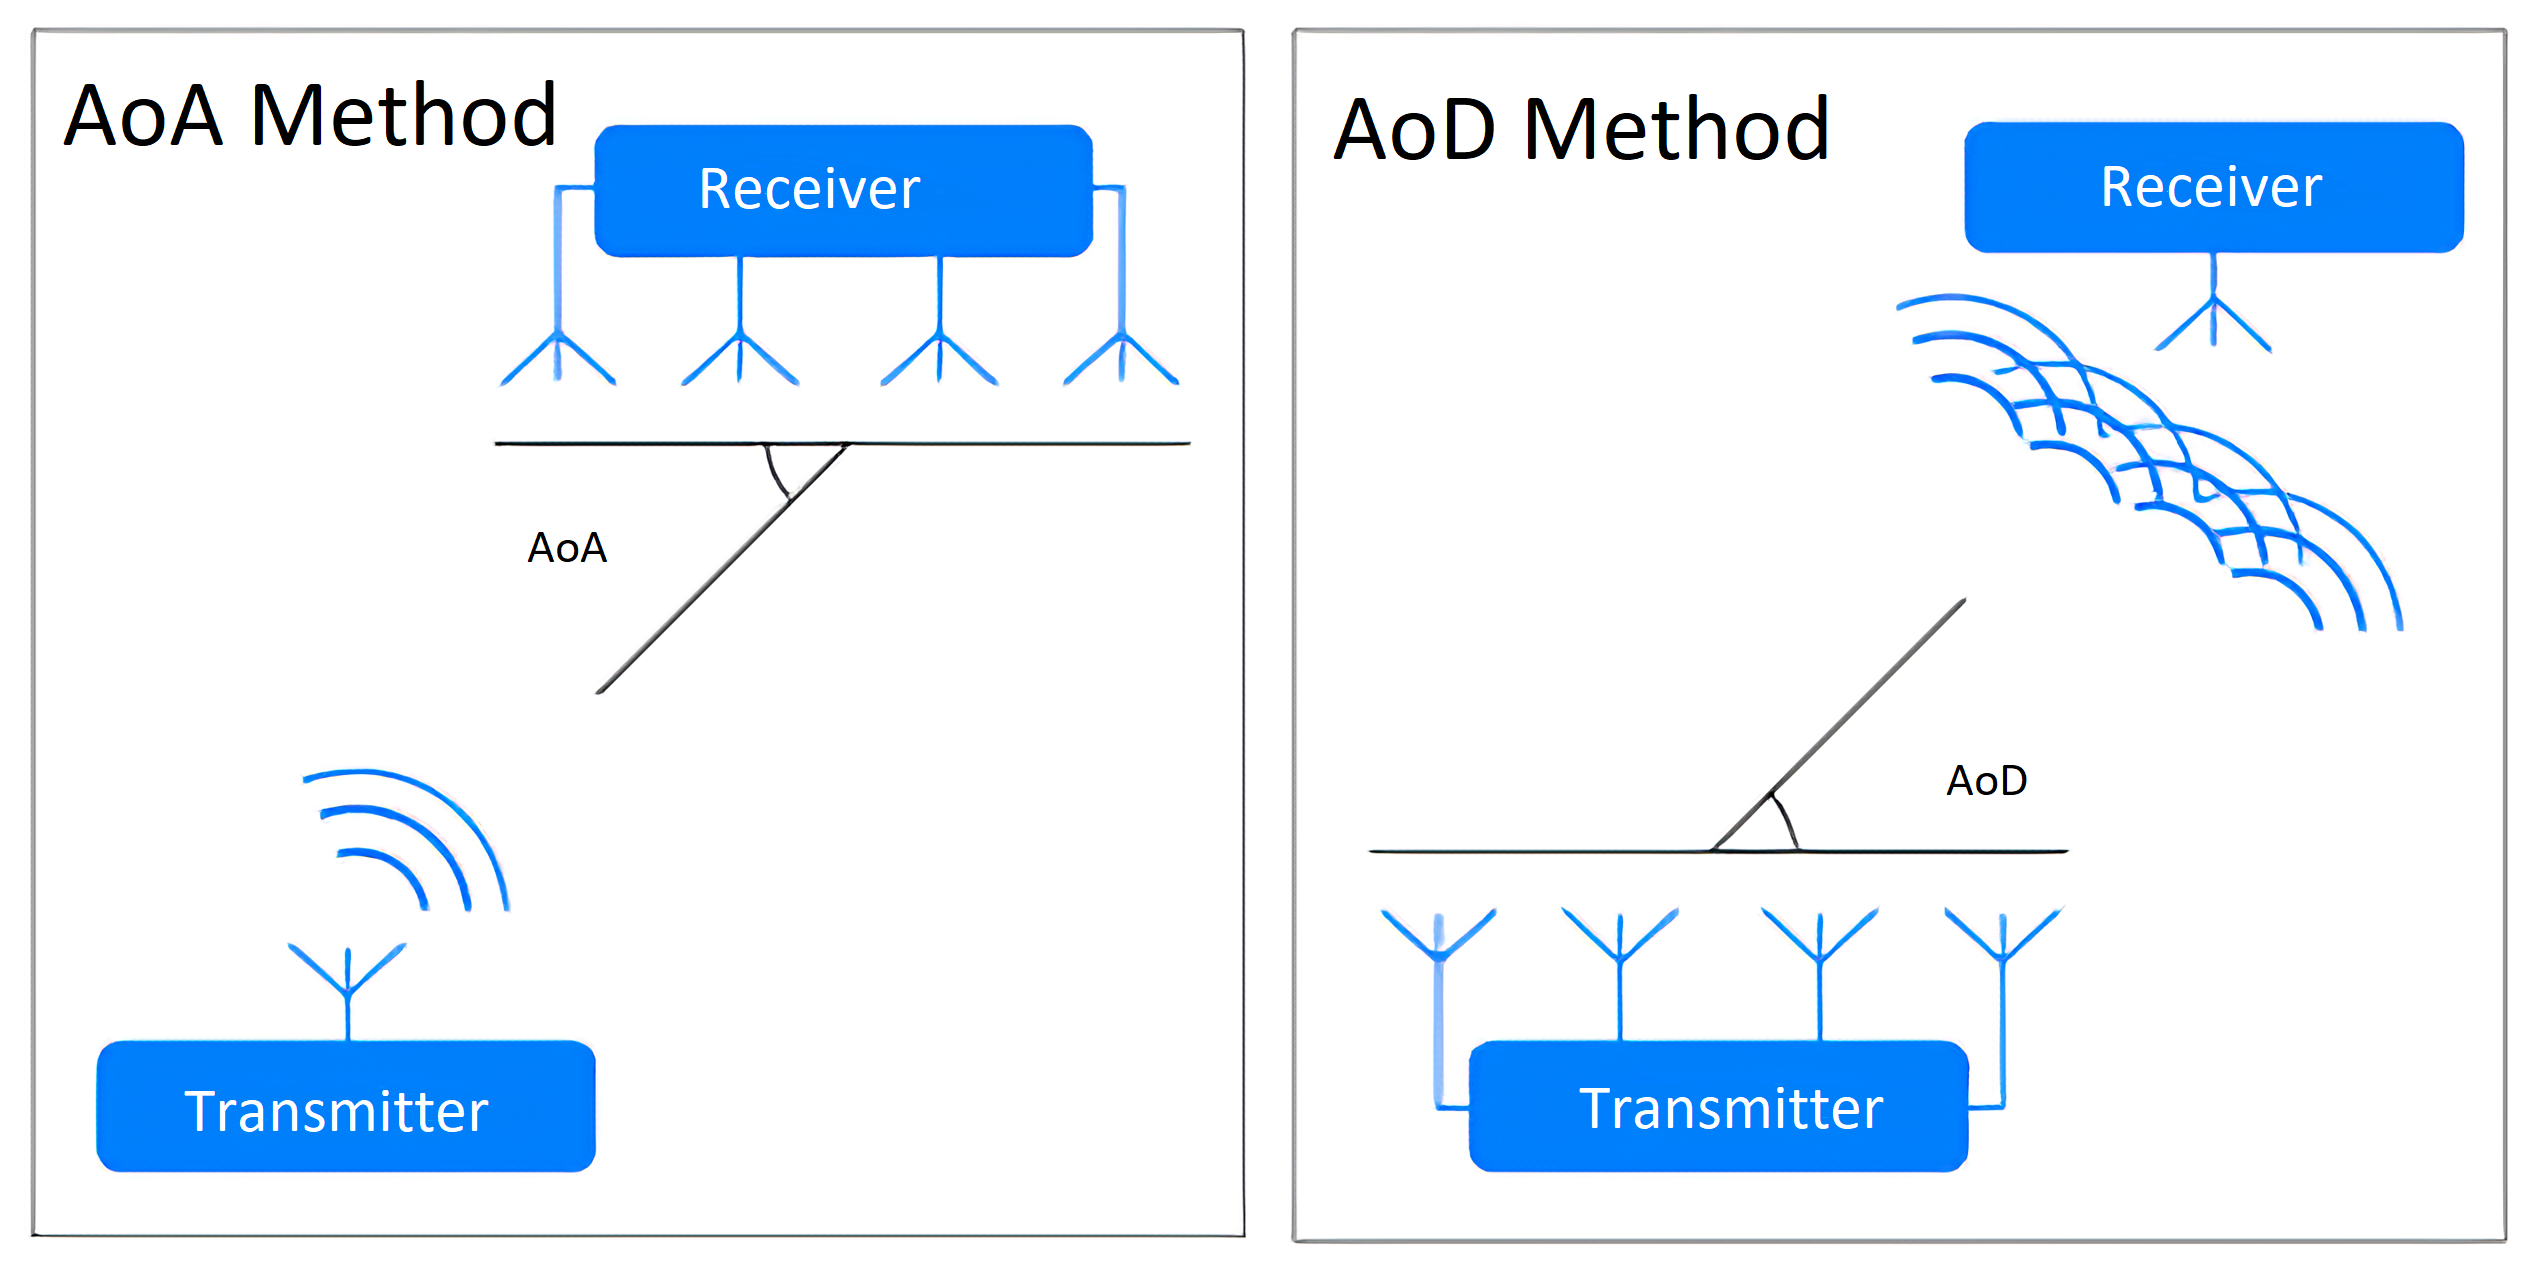 AoA Method
Receiver
AoA
Transmitter
AoD Method
Receiver
AoD
Transmitter